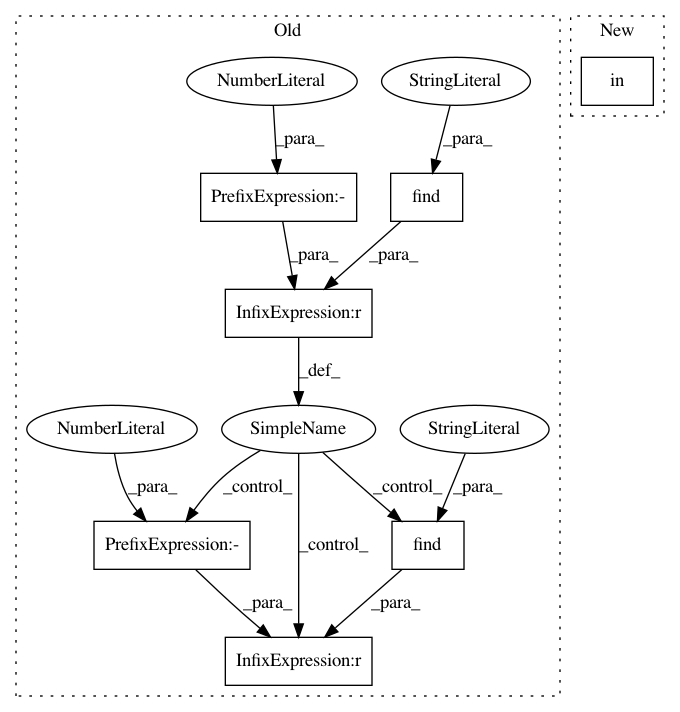 Old
New
NumberLiteral
StringLiteral
in
_para_
_para_
PrefixExpression:-
find
_para_
_para_
InfixExpression:r
_def_
NumberLiteral
SimpleName
StringLiteral
_para_
_control_
_control_
_para_
_control_
PrefixExpression:-
find
_para_
_para_
InfixExpression:r